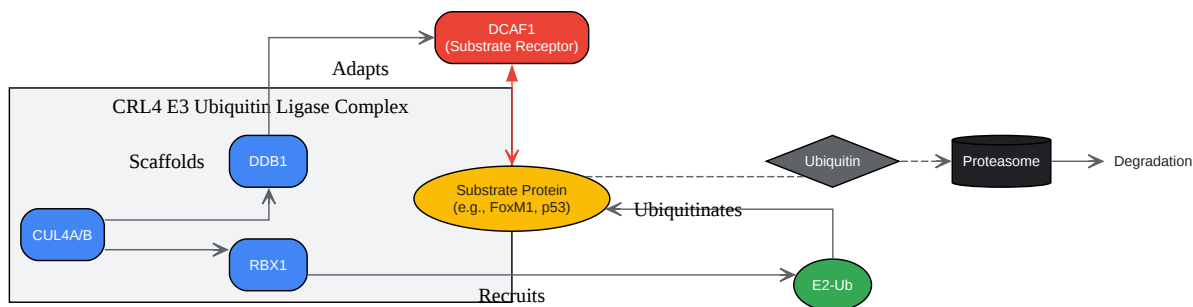 DCAF1
(Substrate Receptor)
Adapts
CRL4 E3 Ubiquitin Ligase Complex
Scaffolds
DDB1
Ubiquitin
Proteasome
Degradation
Substrate Protein
(e.g., FoxM1, p53)
Ubiquitinates
CUL4A/B
RBX1
E2-Ub
Recruits